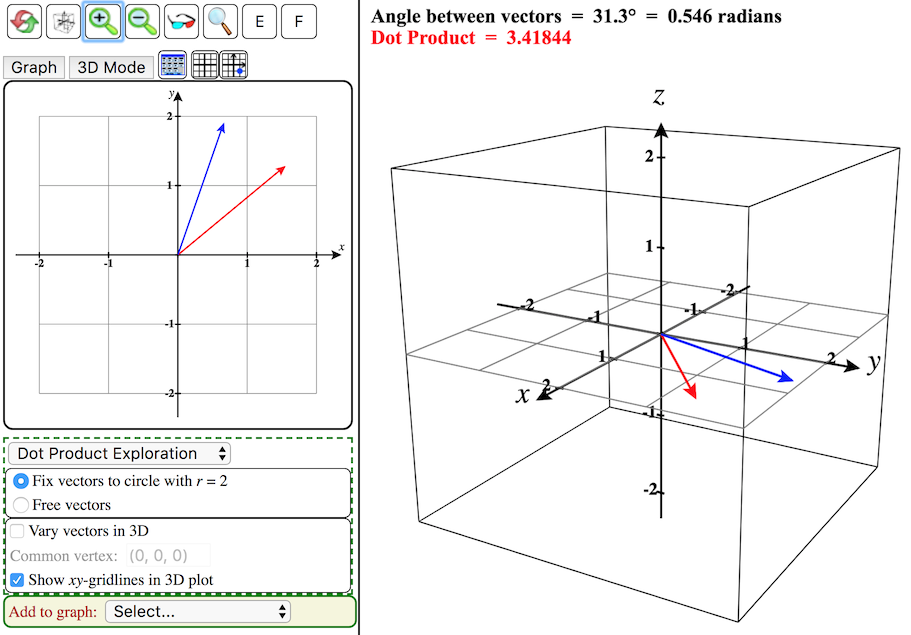 E F
Graph 3D Mode
y
2
1
x
-2 -1 1 2
-1
-2
Dot Product Exploration
Fix vectors to circle with r = 2
Free vectors
Vary vectors in 3D
Common vertex: (0, 0, 0)
Show xy-gridlines in 3D plot
Add to graph: Select...
Angle between vectors = 31.3° = 0.546 radians
Dot Product = 3.41844
z
2
1
-2
-2
-1
-1
1
1
2
y
2
x
-1
-2